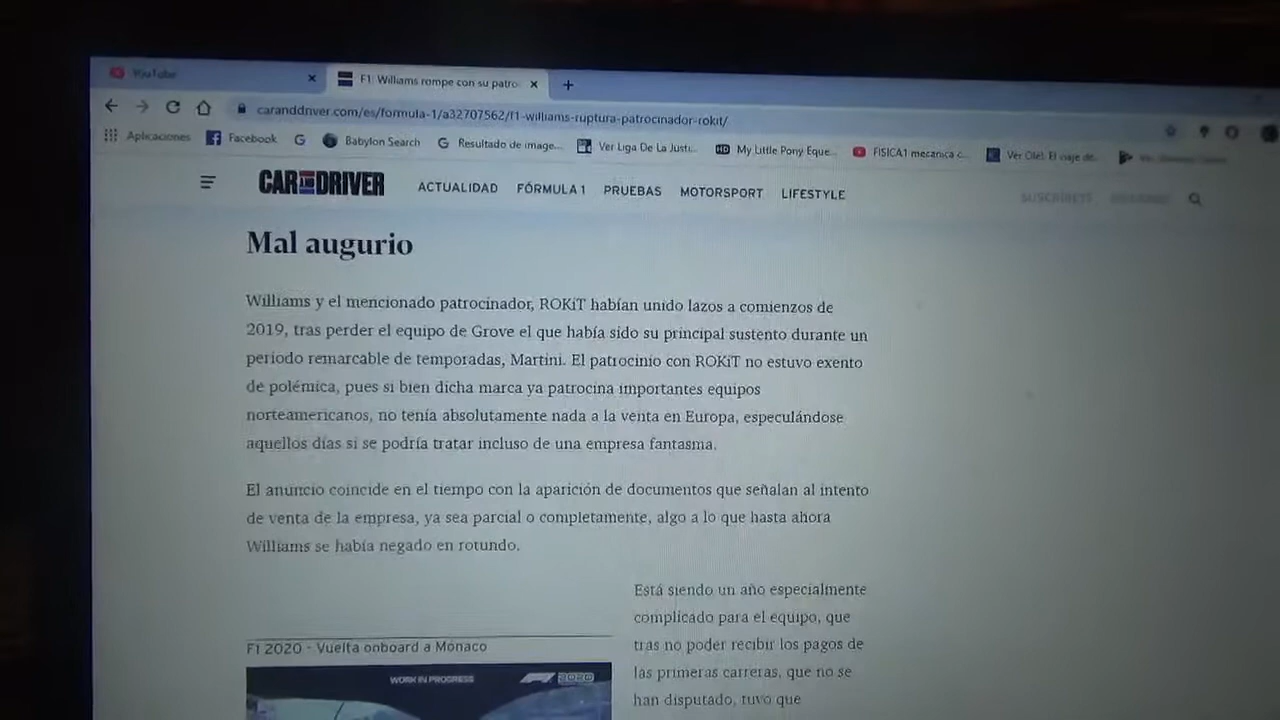 YouTube
F1: Williams rompe con su patro
caranddriver.com/es/formula-1/a32707562/f1-williams-ruptura-patrocinador-rokit/
Aplicaciones Facebook Babylon Search Resultado de image... Ver Liga De La Justi... My Little Pony Eque... FISICA1 mecanica c... Ver Cile!. El viaje de...
CAR AND DRIVER ACTUALIDAD FÓRMULA 1 PRUEBAS MOTORSPORT LIFESTYLE SUSCRÍBETE
Mal augurio
Williams y el mencionado patrocinador, ROKiT habían unido lazos a comienzos de
2019, tras perder el equipo de Grove el que había sido su principal sustento durante un
periodo remarcable de temporadas, Martini. El patrocinio con ROKiT no estuvo exento
de polémica, pues si bien dicha marca ya patrocina importantes equipos
norteamericanos, no tenía absolutamente nada a la venta en Europa, especulándose
aquellos días si se podría tratar incluso de una empresa fantasma.
El anuncio coincide en el tiempo con la aparición de documentos que señalan al intento
de venta de la empresa, ya sea parcial o completamente, algo a lo que hasta ahora
Williams se había negado en rotundo.
Está siendo un año especialmente
complicado para el equipo, que
tras no poder recibir los pagos de
las primeras carreras, que no se
han disputado, tuvo que
F1 2020 - Vuelta onboard a Mónaco
WORK IN PROGRESS F1 2020